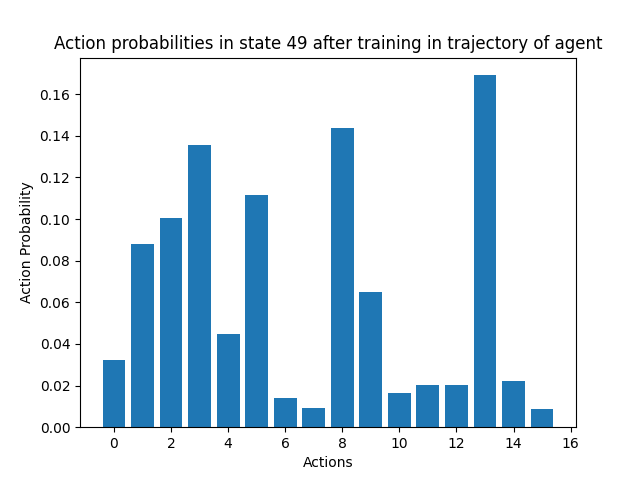 Action probabilities in state 49 after training in trajectory of agent
0.16
0.14
0.12
0.10
0.08
0.06
0.04
0.02
0.00
Action Probability
0 2 4 6 8 10 12 14 16
Actions